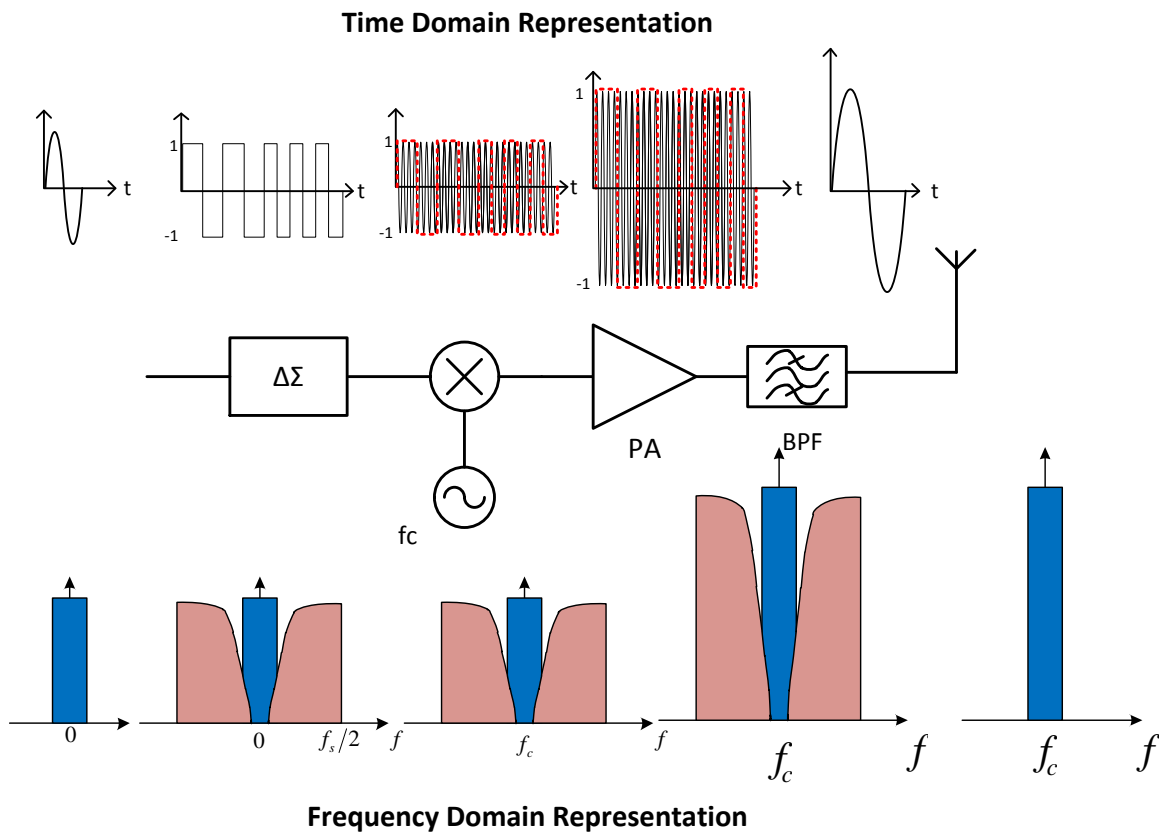 Time Domain Representation
1
-1
t
t
1
-1
t
1
-1
t
t
ΔΣ
PA
BPF
fc
0
0
f_s/2
f
f_c
f
f_c
f
f_c
f
Frequency Domain Representation